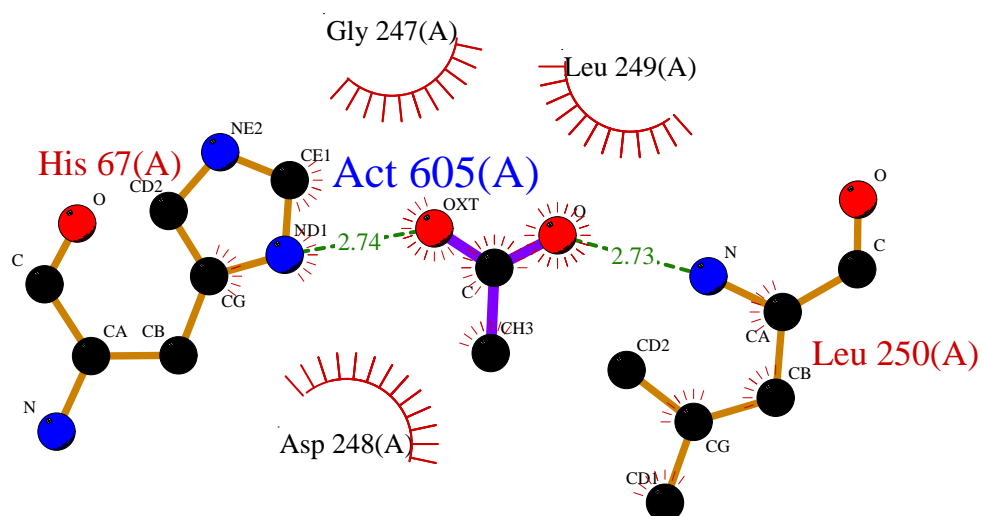 Gly 247(A)
Leu 249(A)
NE2
CE1
His 67(A)
Act 605(A)
CD2
O
OXT
O
O
ND1
2.74
2.73
N
C
C
C
CG
CH3
CA
CA
CB
Leu 250(A)
CD2
CB
N
Asp 248(A)
CG
CD1